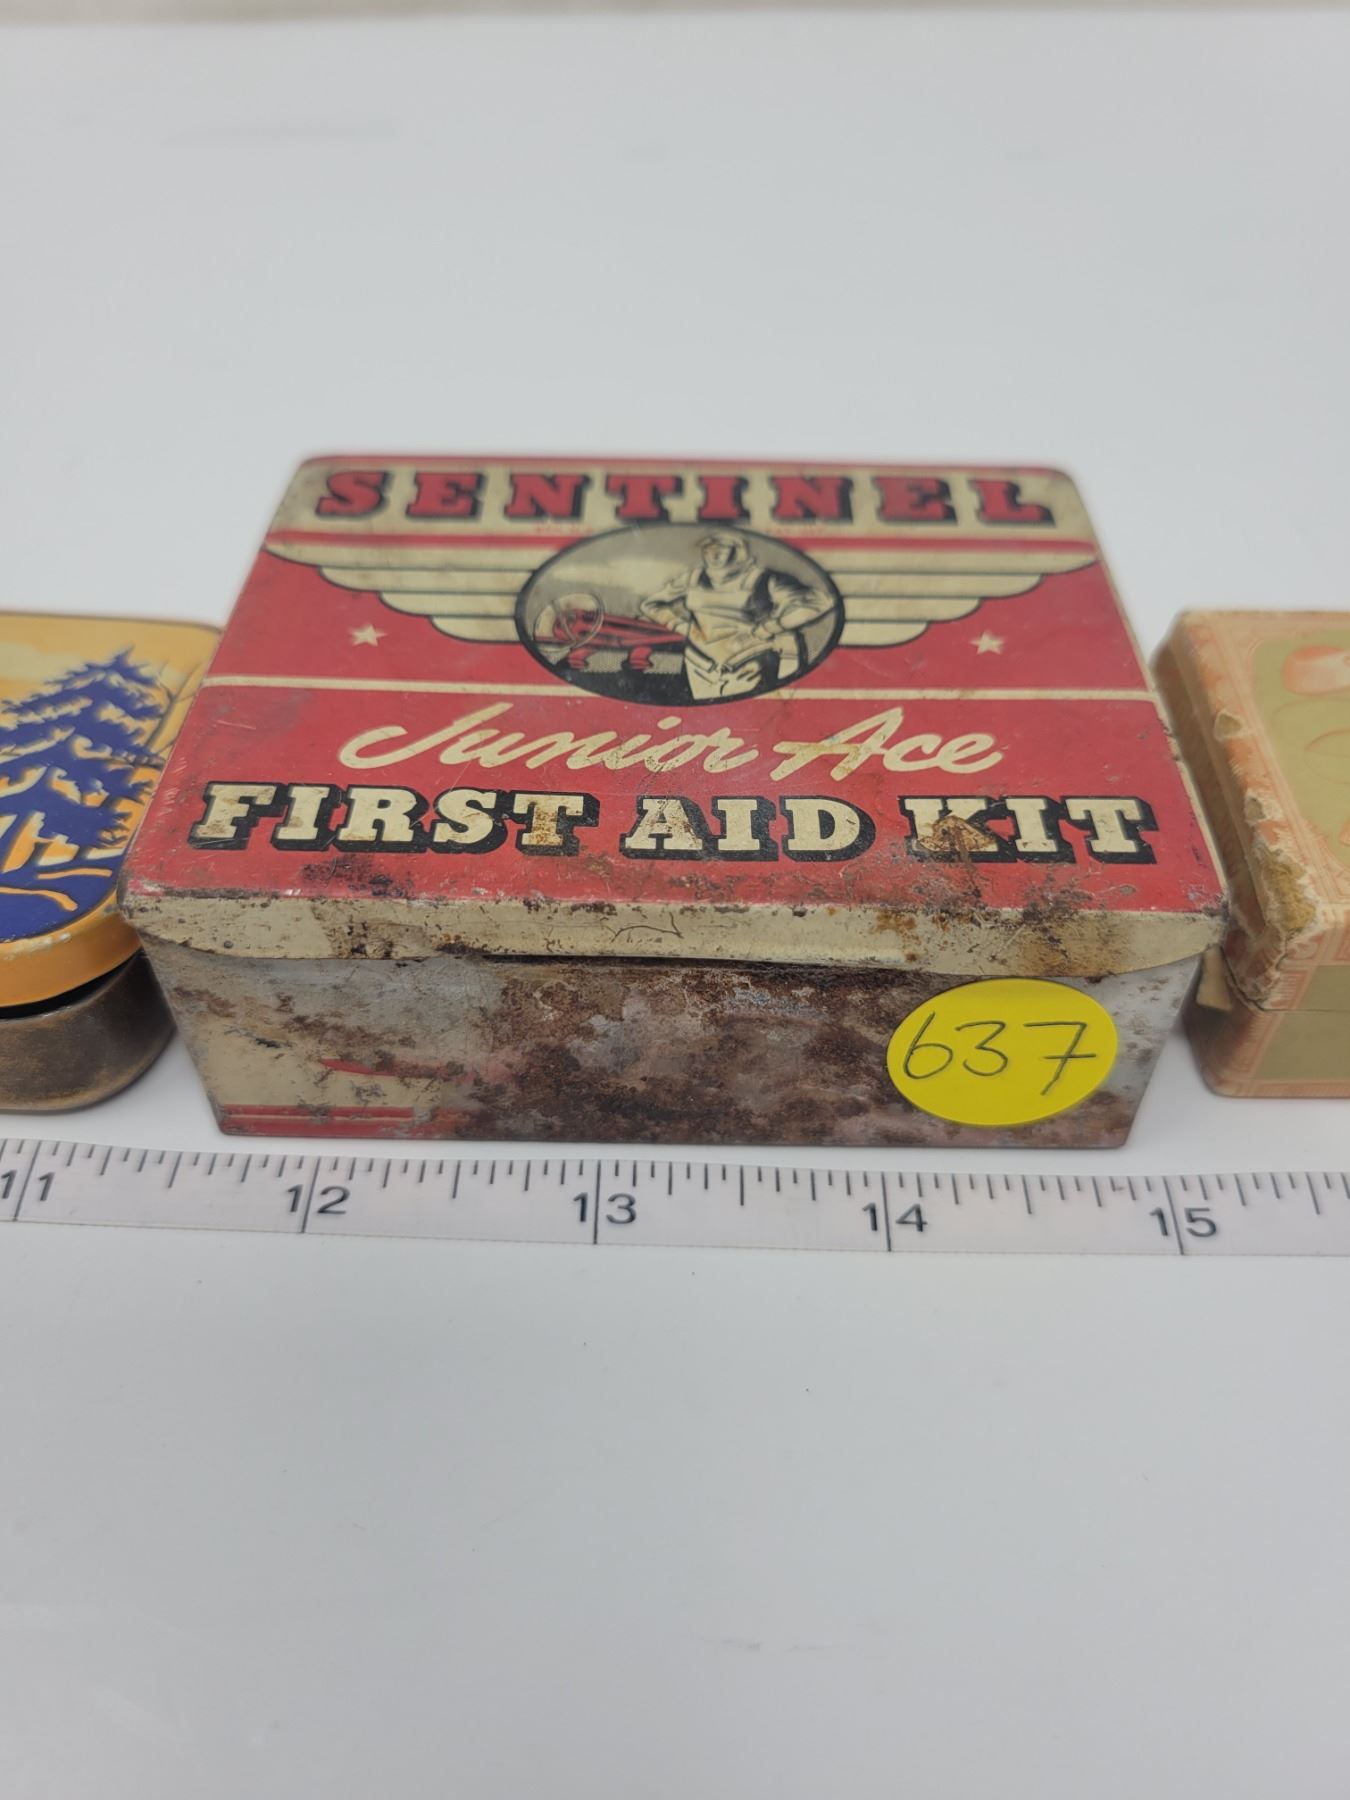 SENTINEL
Junior Ace
FIRST AID KIT
637
11 12 13 14 15